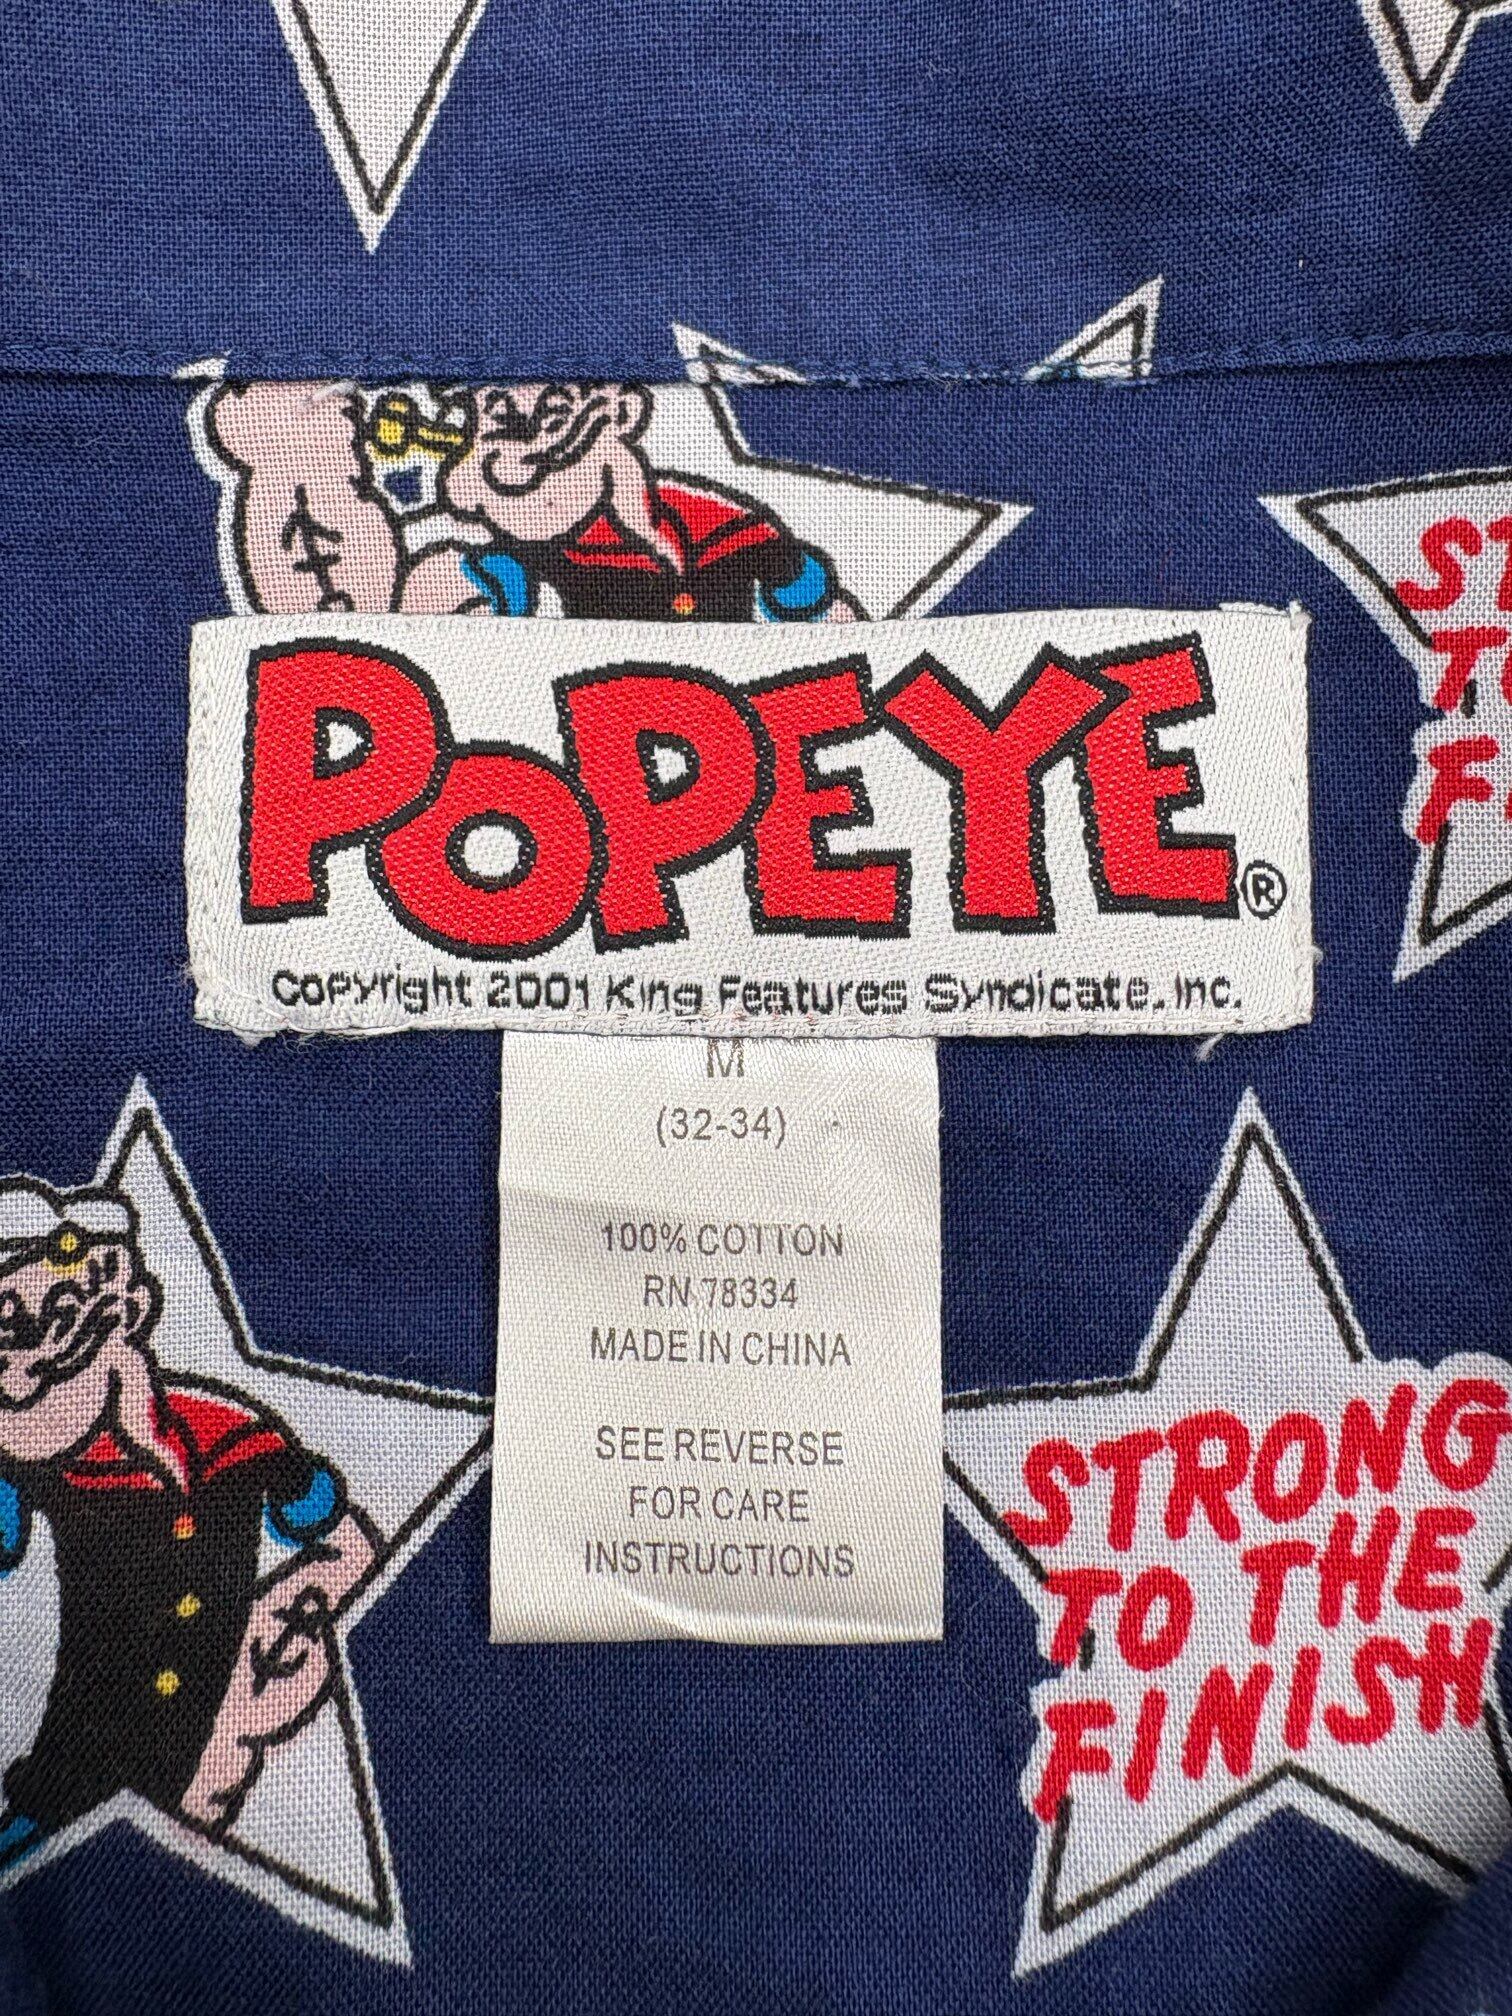 POPEYE®
Copyright 2001 King Features Syndicate, Inc.
M
(32-34)
100% COTTON
RN 78334
MADE IN CHINA
SEE REVERSE
FOR CARE
INSTRUCTIONS
STRONG
TO THE
FINISH